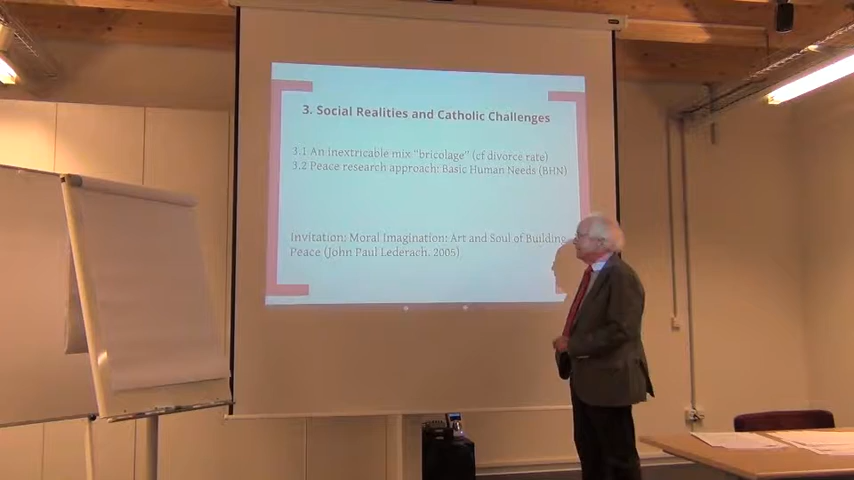 3. Social Realities and Catholic Challenges
3.1 An inextricable mix "bricolage" (cf divorce rate)
3.2 Peace research approach: Basic Human Needs (BHN)
Invitation: Moral Imagination: Art and Soul of Building
Peace (John Paul Lederach. 2005)